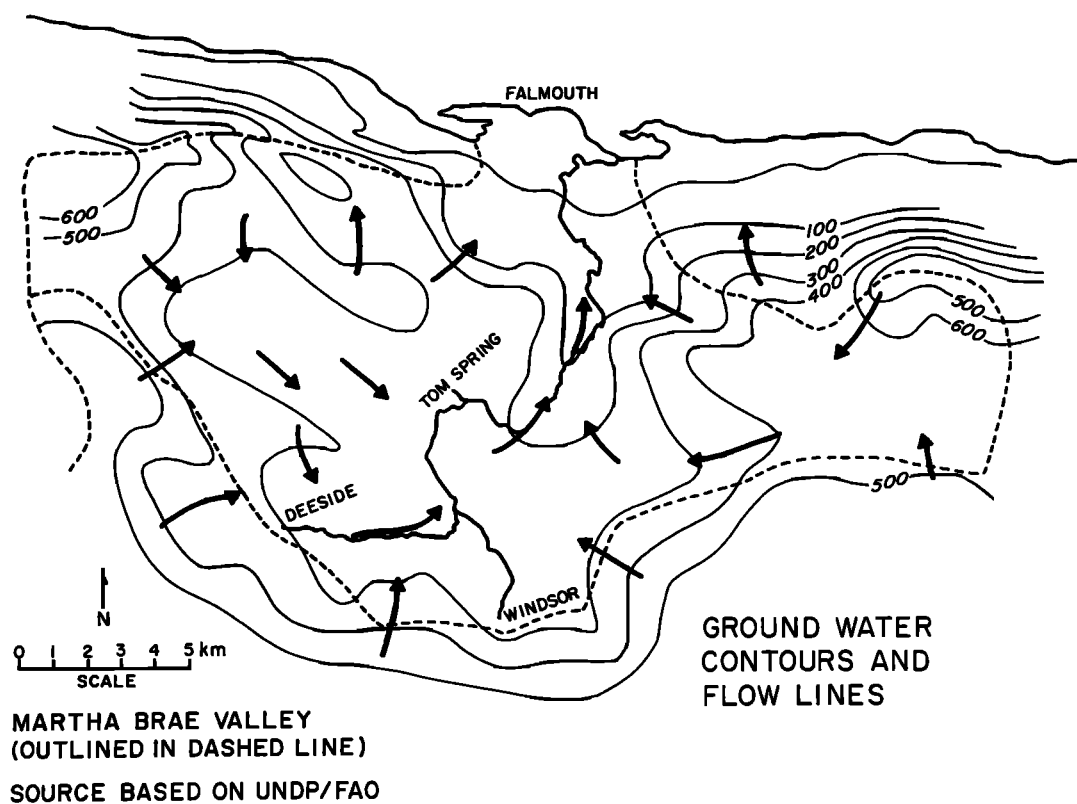 FALMOUTH
600
500
100
200
300
400
500
600
TOM SPRING
DEESIDE
500
WINDSOR
N
0 1 2 3 4 5 km
SCALE
GROUND WATER
CONTOURS AND
FLOW LINES
MARTHA BRAE VALLEY
(OUTLINED IN DASHED LINE)
SOURCE BASED ON UNDP/FAO